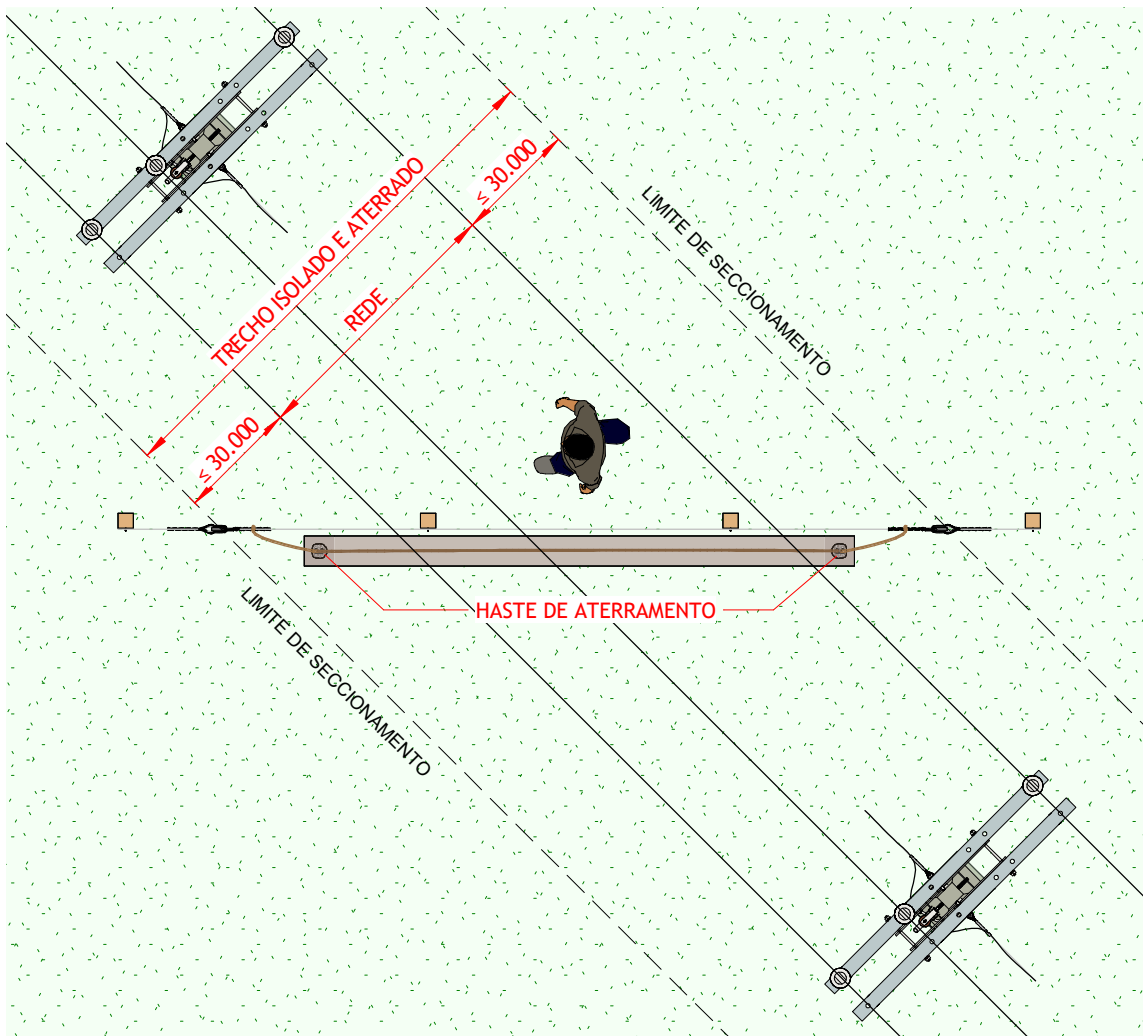 ≤ 30.000
TRECHO ISOLADO E ATERRADO
REDE
LIMITE DE SECCIONAMENTO
≤ 30.000
HASTE DE ATERRAMENTO
LIMITE DE SECCIONAMENTO